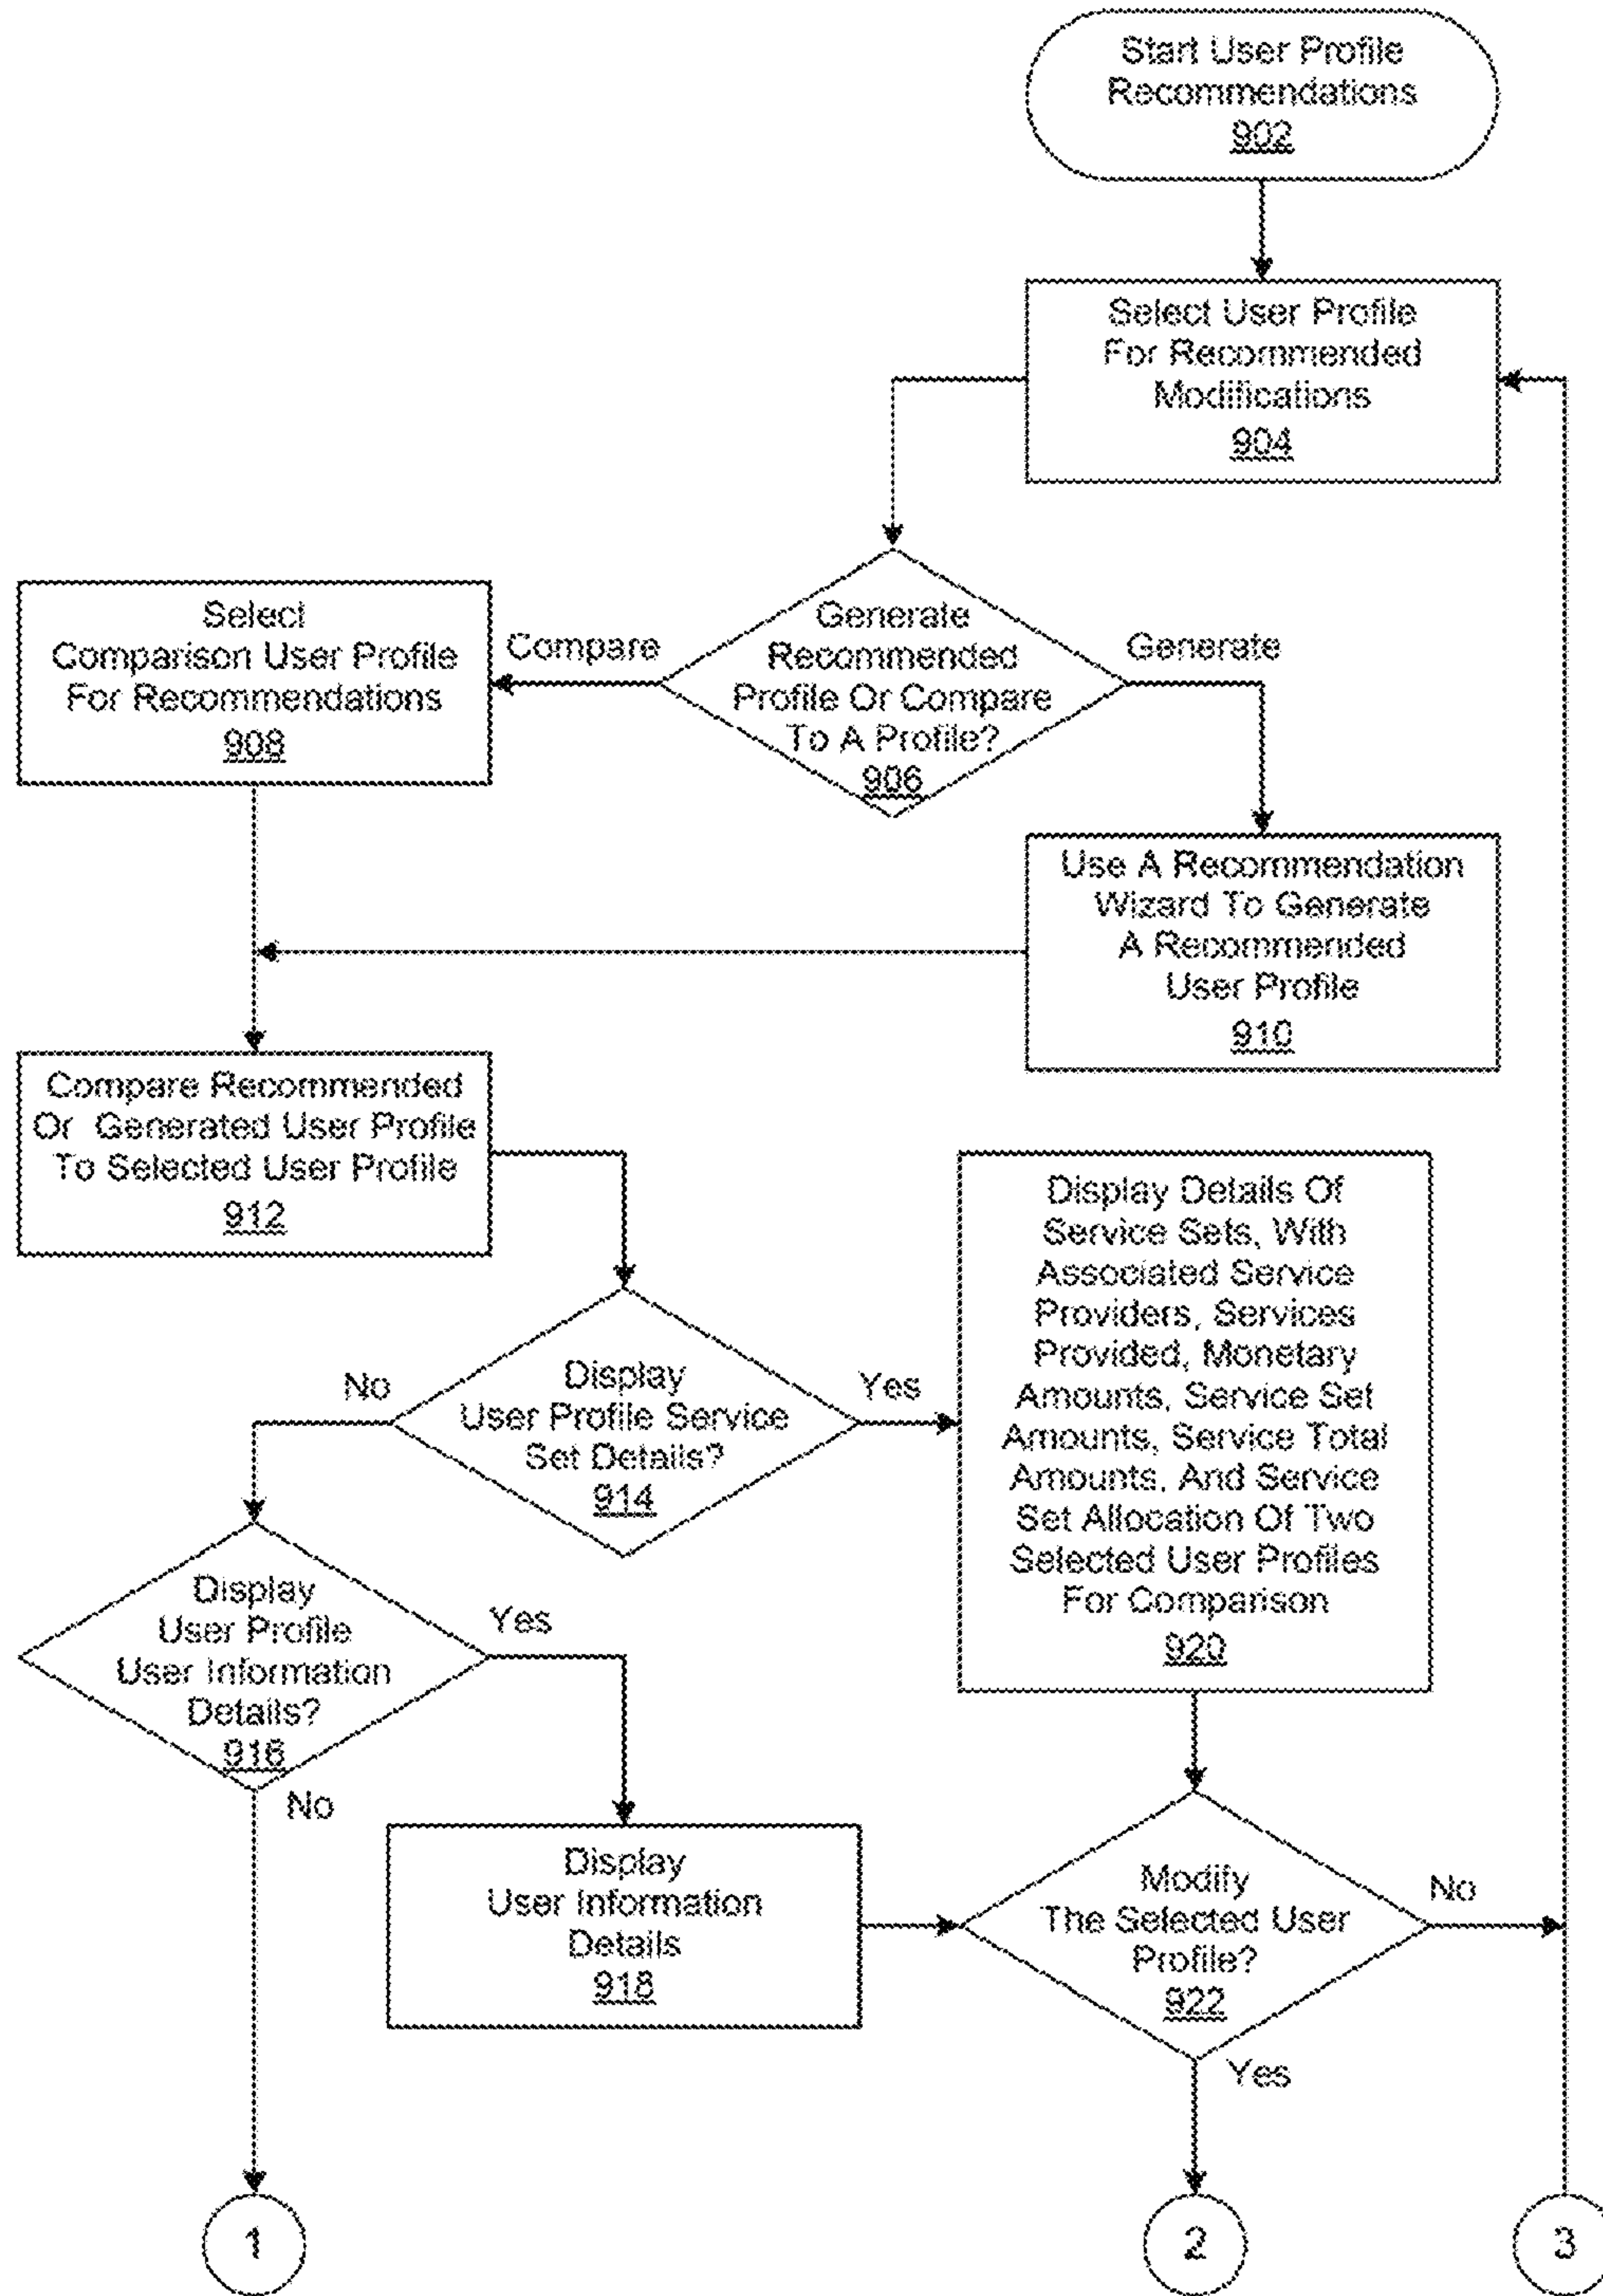 Start User Profile
Recommendations
902
Select User Profile
For Recommended
Modifications
904
Generate
Recommended
Profile Or Compare
To A Profile?
906
Compare
Generate
Select
Comparison User Profile
For Recommendations
908
Use A Recommendation
Wizard To Generate
A Recommended
User Profile
910
Compare Recommended
Or Generated User Profile
To Selected User Profile
912
Display
User Profile Service
Set Details?
914
No
Yes
Display Details Of
Service Sets, With
Associated Service
Providers, Services
Provided, Monetary
Amounts, Service Set
Amounts, Service Total
Amounts, And Service
Set Allocation Of Two
Selected User Profiles
For Comparison
920
Display
User Profile
User Information
Details?
916
Yes
No
Display
User Information
Details
918
Modify
The Selected User
Profile?
922
No
Yes
1
2
3